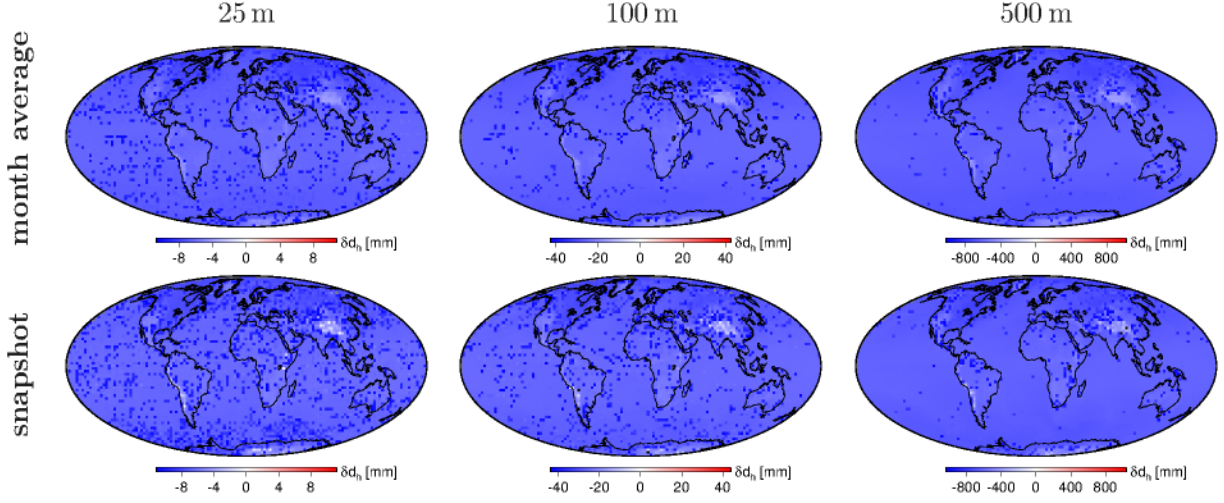 25 m 100 m 500 m
month average
-8 -4 0 4 8 δdₕ [mm]
-40 -20 0 20 40 δdₕ [mm]
-800 -400 0 400 800 δdₕ [mm]
snapshot
-8 -4 0 4 8 δdₕ [mm]
-40 -20 0 20 40 δdₕ [mm]
-800 -400 0 400 800 δdₕ [mm]